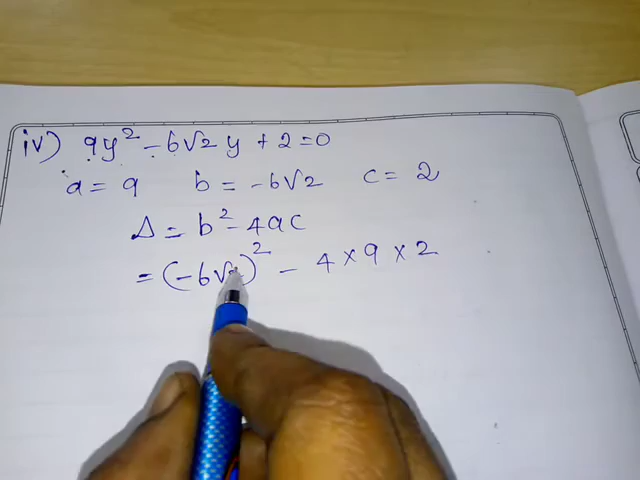 iv) 9y² - 6√2 y + 2 = 0
a = 9 b = -6√2 c = 2
Δ = b² - 4ac
= (-6√2)² - 4 × 9 × 2